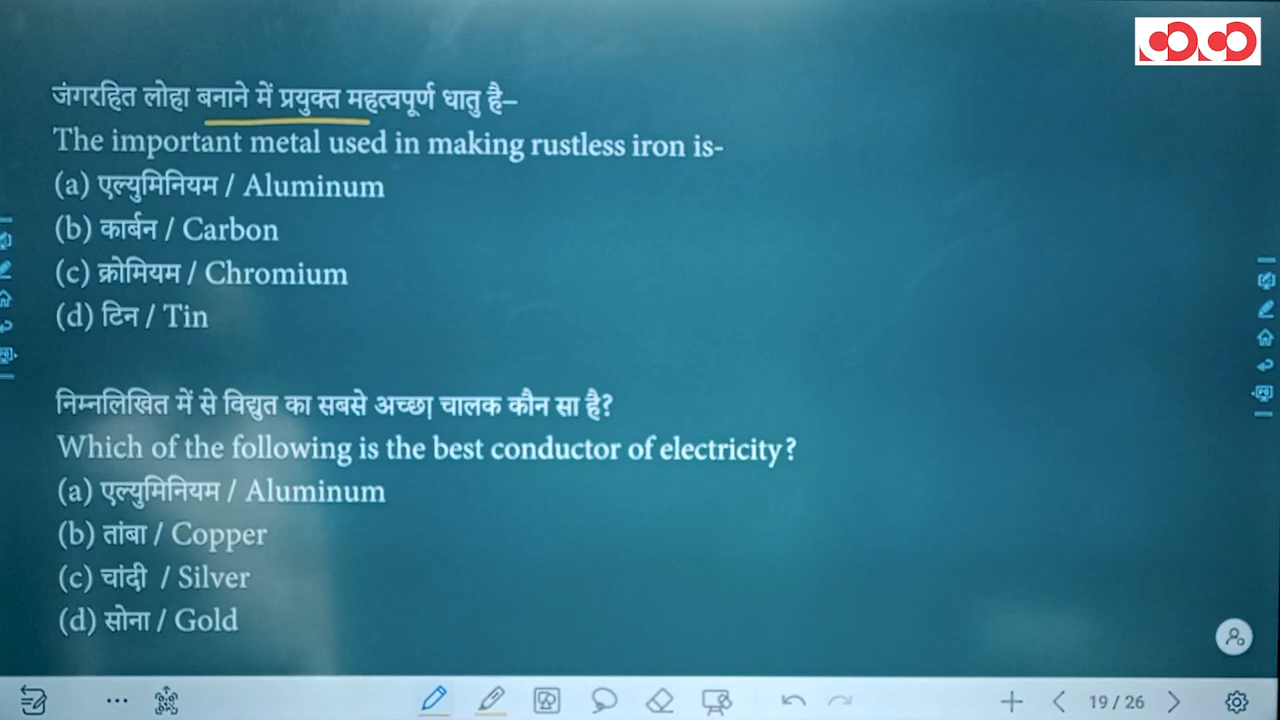 जंगरहित लोहा बनाने में प्रयुक्त महत्वपूर्ण धातु है–
The important metal used in making rustless iron is-
(a) एल्युमिनियम / Aluminum
(b) कार्बन / Carbon
(c) क्रोमियम / Chromium
(d) टिन / Tin
निम्नलिखित में से विद्युत का सबसे अच्छा चालक कौन सा है?
Which of the following is the best conductor of electricity?
(a) एल्युमिनियम / Aluminum
(b) तांबा / Copper
(c) चांदी / Silver
(d) सोना / Gold
19 / 26